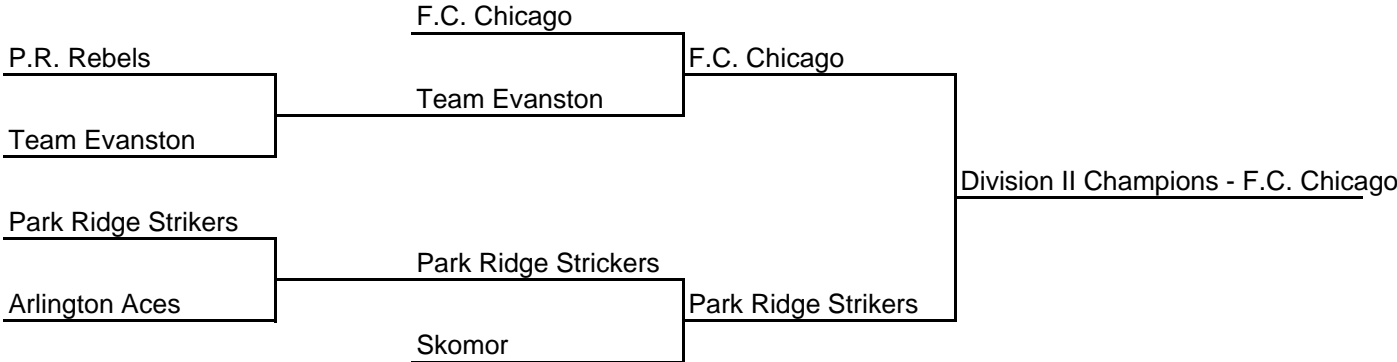 F.C. Chicago
P.R. Rebels
F.C. Chicago
Team Evanston
Team Evanston
Division II Champions - F.C. Chicago
Park Ridge Strikers
Park Ridge Strickers
Arlington Aces
Park Ridge Strikers
Skomor